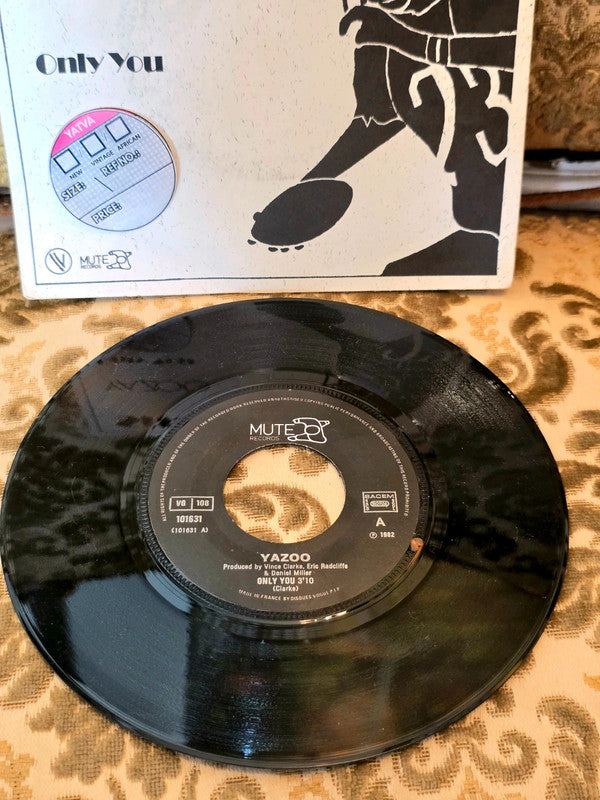 Only You
YATVA
NEW
VINTAGE
AFRICAN
SIZE:
REF NO.:
PRICE:
MUTE
RECORDS
MUTE
RECORDS
VG 108
101631
(101631 A)
SACEM
A
℗ 1982
YAZOO
Produced by Vince Clarke, Eric Radcliffe
& Daniel Miller
ONLY YOU 3'10
(Clarke)
MADE IN FRANCE BY DISQUES VOGUE P.I.P.